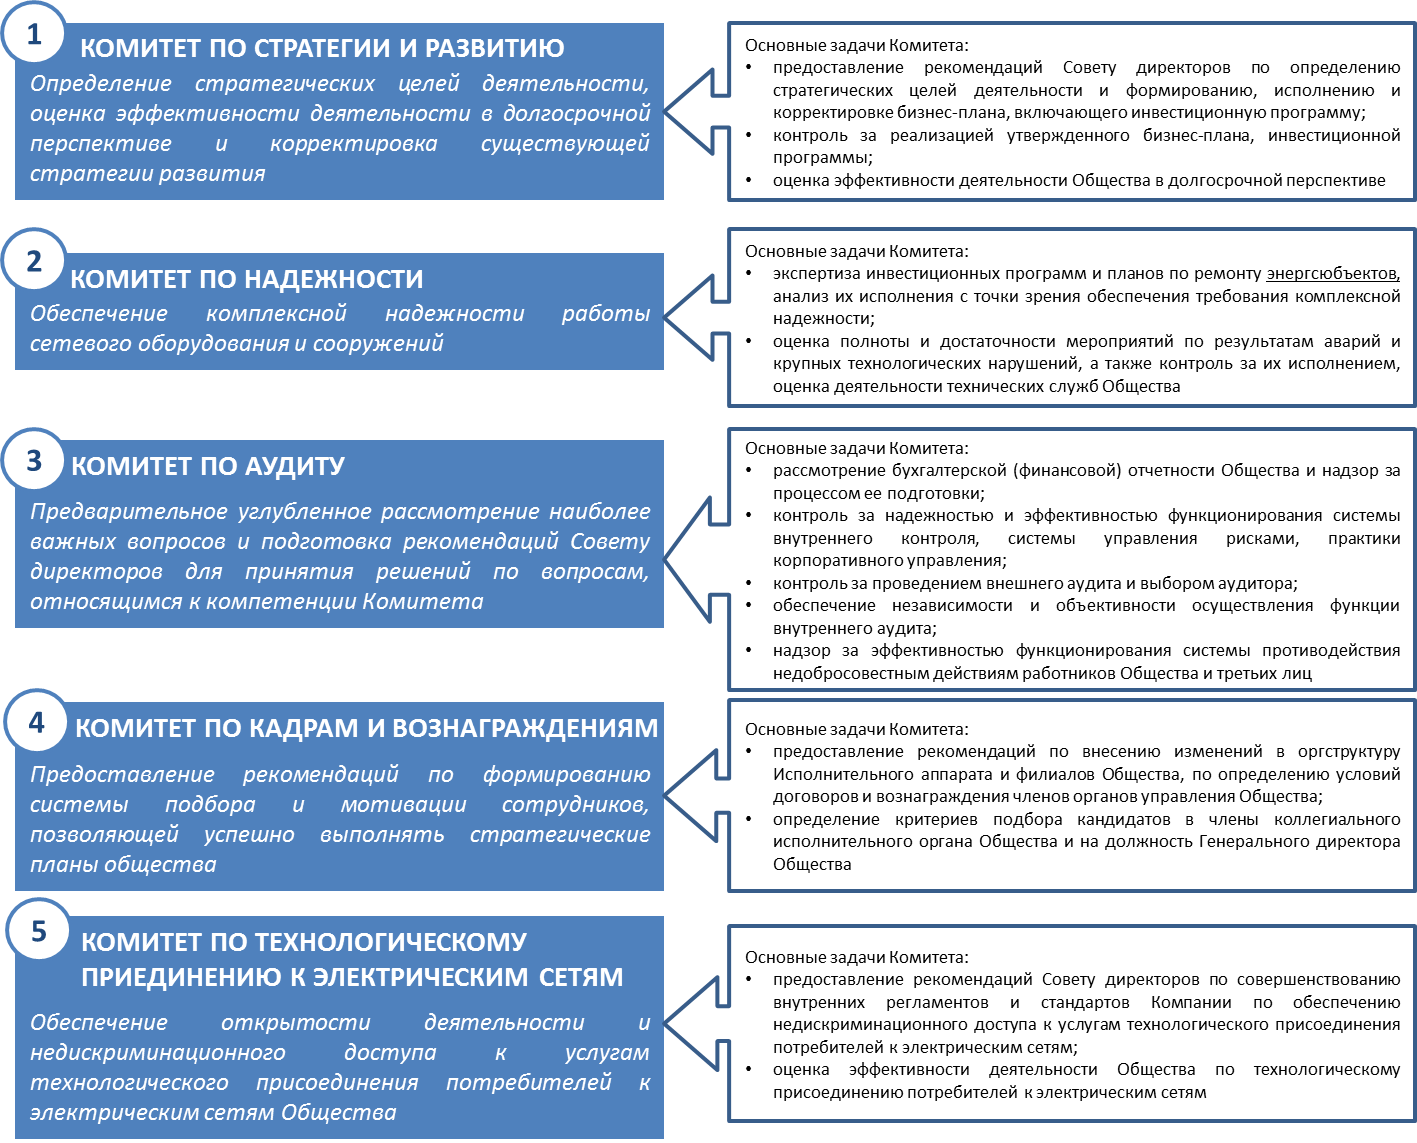 1
КОМИТЕТ ПО СТРАТЕГИИ И РАЗВИТИЮ
Определение стратегических целей деятельности,
оценка эффективности деятельности в долгосрочной
перспективе и корректировка существующей
стратегии развития
Основные задачи Комитета:
• предоставление рекомендаций Совету директоров по определению
стратегических целей деятельности и формированию, исполнению и
корректировке бизнес-плана, включающего инвестиционную программу;
• контроль за реализацией утвержденного бизнес-плана, инвестиционной
программы;
• оценка эффективности деятельности Общества в долгосрочной перспективе
2
КОМИТЕТ ПО НАДЕЖНОСТИ
Обеспечение комплексной надежности работы
сетевого оборудования и сооружений
Основные задачи Комитета:
• экспертиза инвестиционных программ и планов по ремонту энергсюбъектов,
анализ их исполнения с точки зрения обеспечения требования комплексной
надежности;
• оценка полноты и достаточности мероприятий по результатам аварий и
крупных технологических нарушений, а также контроль за их исполнением,
оценка деятельности технических служб Общества
3
КОМИТЕТ ПО АУДИТУ
Предварительное углубленное рассмотрение наиболее
важных вопросов и подготовка рекомендаций Совету
директоров для принятия решений по вопросам,
относящимся к компетенции Комитета
Основные задачи Комитета:
• рассмотрение бухгалтерской (финансовой) отчетности Общества и надзор за
процессом ее подготовки;
• контроль за надежностью и эффективностью функционирования системы
внутреннего контроля, системы управления рисками, практики
корпоративного управления;
• контроль за проведением внешнего аудита и выбором аудитора;
• обеспечение независимости и объективности осуществления функции
внутреннего аудита;
• надзор за эффективностью функционирования системы противодействия
недобросовестным действиям работников Общества и третьих лиц
4
КОМИТЕТ ПО КАДРАМ И ВОЗНАГРАЖДЕНИЯМ
Предоставление рекомендаций по формированию
системы подбора и мотивации сотрудников,
позволяющей успешно выполнять стратегические
планы общества
Основные задачи Комитета:
• предоставление рекомендаций по внесению изменений в оргструктуру
Исполнительного аппарата и филиалов Общества, по определению условий
договоров и вознаграждения членов органов управления Общества;
• определение критериев подбора кандидатов в члены коллегиального
исполнительного органа Общества и на должность Генерального директора
Общества
5
КОМИТЕТ ПО ТЕХНОЛОГИЧЕСКОМУ
ПРИЕДИНЕНИЮ К ЭЛЕКТРИЧЕСКИМ СЕТЯМ
Обеспечение открытости деятельности и
недискриминационного доступа к услугам
технологического присоединения потребителей к
электрическим сетям Общества
Основные задачи Комитета:
• предоставление рекомендаций Совету директоров по совершенствованию
внутренних регламентов и стандартов Компании по обеспечению
недискриминационного доступа к услугам технологического присоединения
потребителей к электрическим сетям;
• оценка эффективности деятельности Общества по технологическому
присоединению потребителей к электрическим сетям